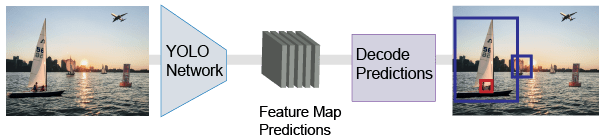 YOLO
Network
Feature Map
Predictions
Decode
Predictions